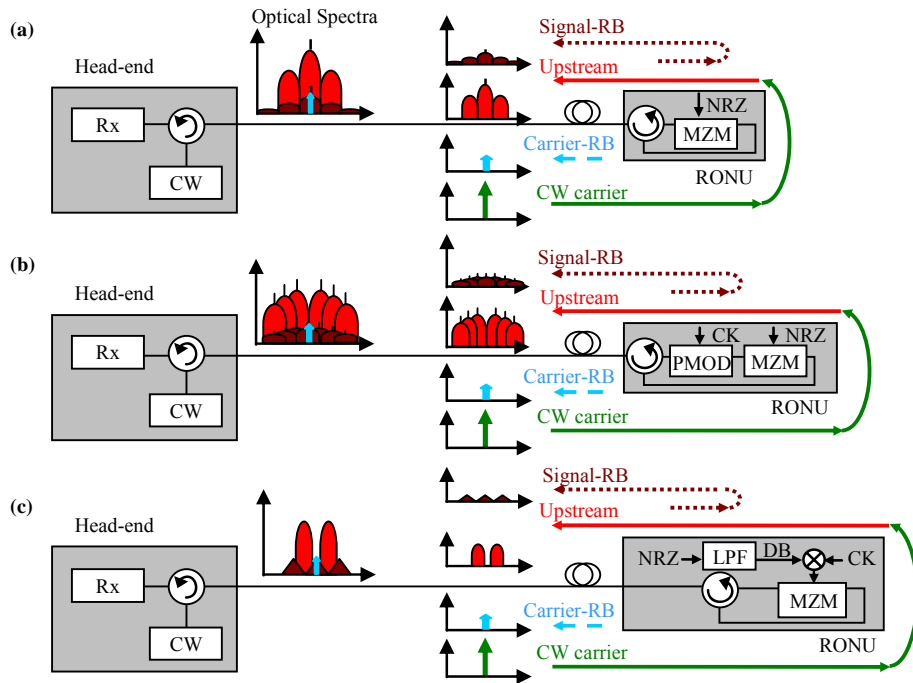 Optical Spectra
(a)
Signal-RB
Head-end
Upstream
Rx
NRZ
MZM
Carrier-RB
CW
RONU
CW carrier
(b)
Signal-RB
Head-end
Upstream
Rx
CK
NRZ
PMOD
MZM
Carrier-RB
CW
RONU
CW carrier
Signal-RB
(c)
Upstream
Head-end
NRZ
LPF
DB
CK
Rx
MZM
Carrier-RB
CW
RONU
CW carrier